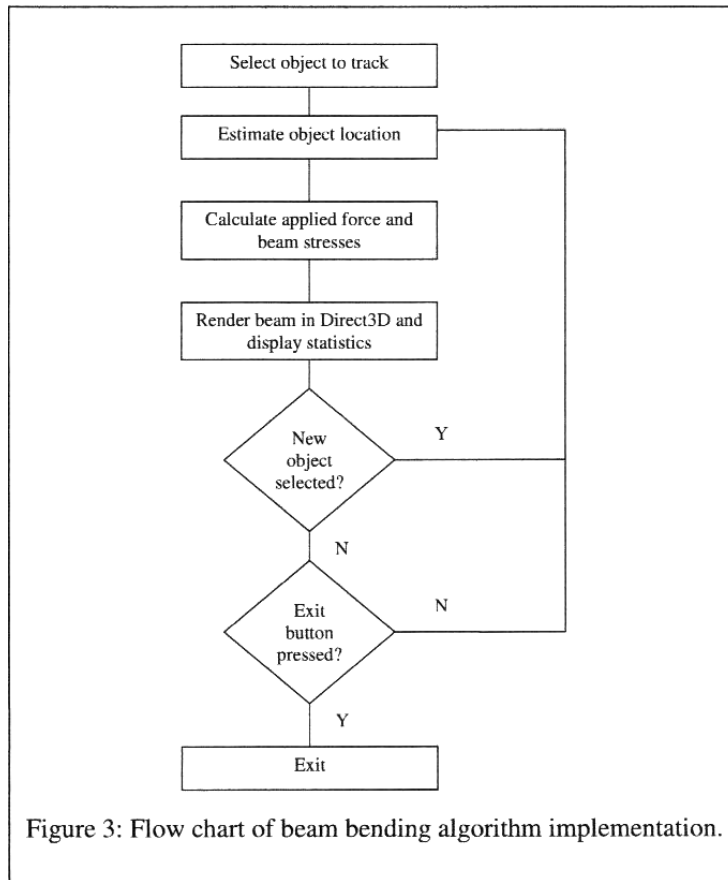 Select object to track
Estimate object location
Calculate applied force and
beam stresses
Render beam in Direct3D and
display statistics
New
object
selected?
Y
N
Exit
button
pressed?
N
Y
Exit
Figure 3: Flow chart of beam bending algorithm implementation.